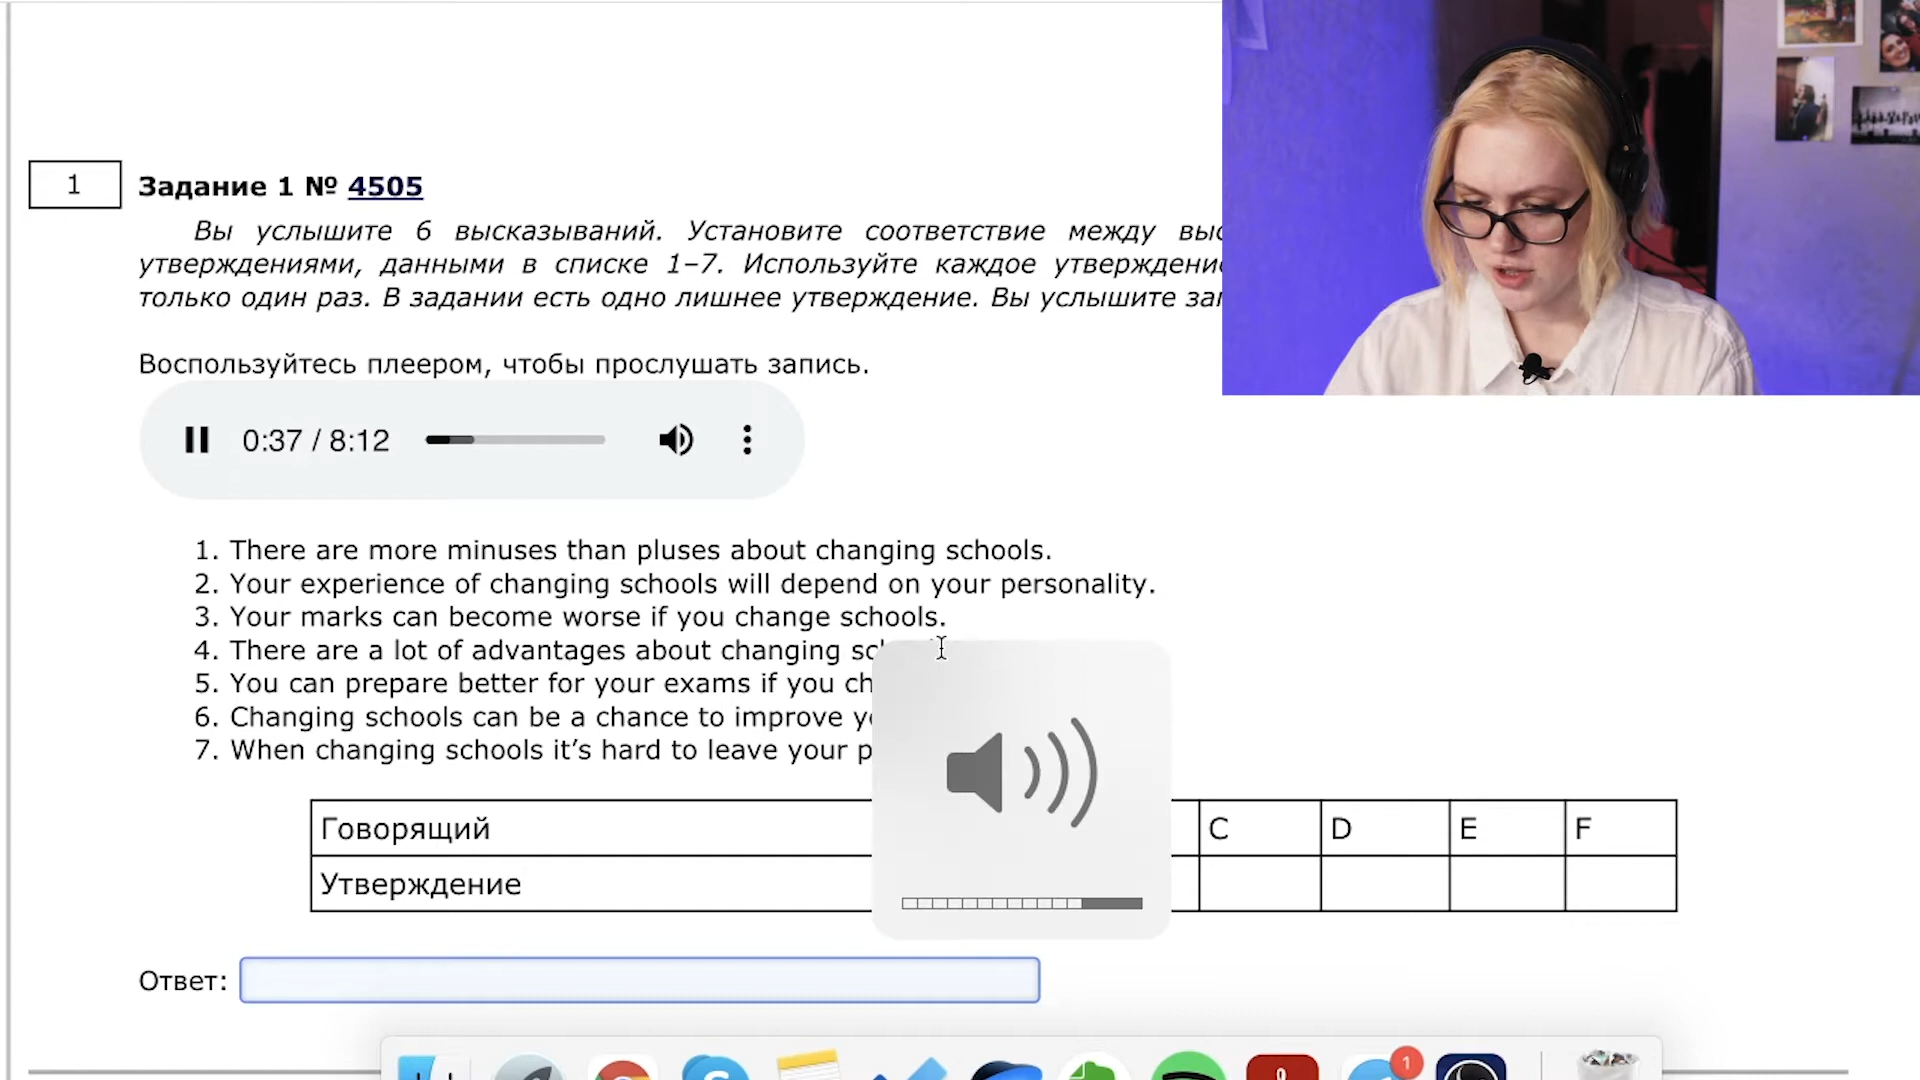 1
Задание 1 № 4505
Вы услышите 6 высказываний. Установите соответствие между
утверждениями, данными в списке 1–7. Используйте каждое
только один раз. В задании есть одно лишнее утверждение. Вы услышите
Воспользуйтесь плеером, чтобы прослушать запись.
0:37 / 8:12
1. There are more minuses than pluses about changing schools.
2. Your experience of changing schools will depend on your personality.
3. Your marks can become worse if you change schools.
4. There are a lot of advantages about changing
5. You can prepare better for your exams if you
6. Changing schools can be a chance to improve
7. When changing schools it’s hard to leave your
Говорящий C D E F
Утверждение
Ответ:
1